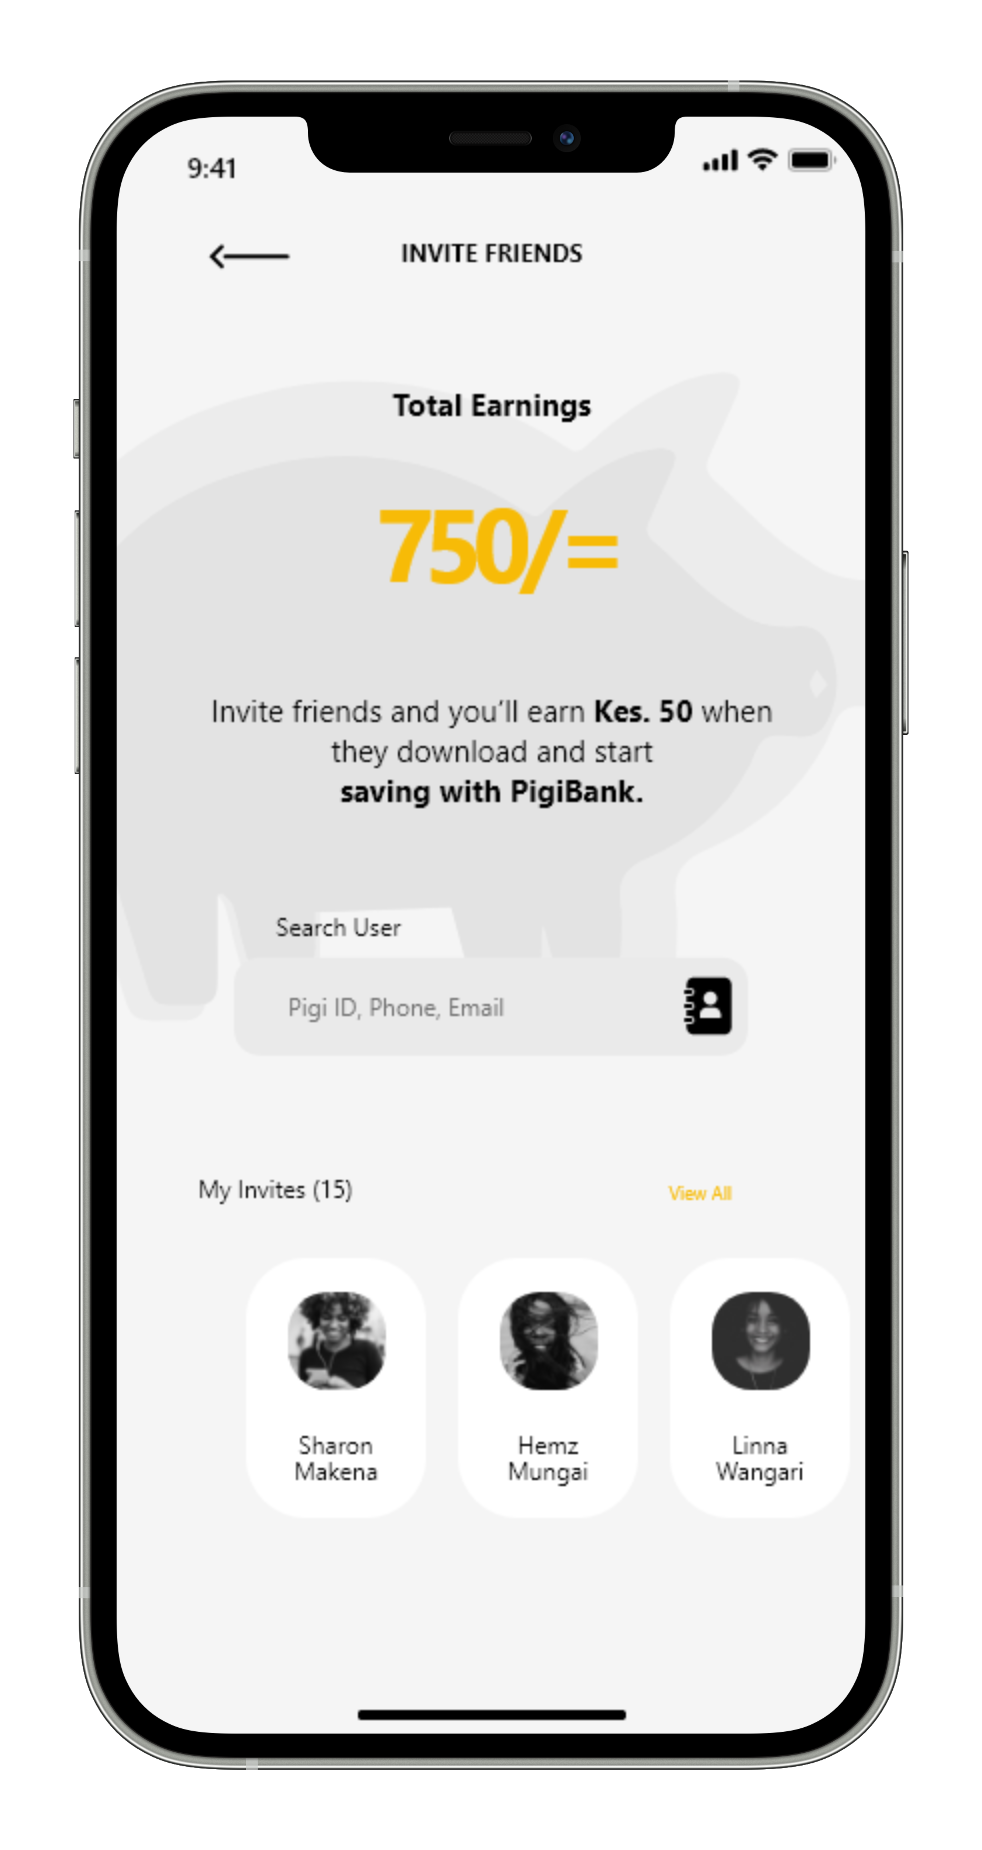 9:41
INVITE FRIENDS
Total Earnings
750/=
Invite friends and you'll earn Kes. 50 when
they download and start
saving with PigiBank.
Search User
Pigi ID, Phone, Email
My Invites (15)
View All
Sharon
Makena
Hemz
Mungai
Linna
Wangari